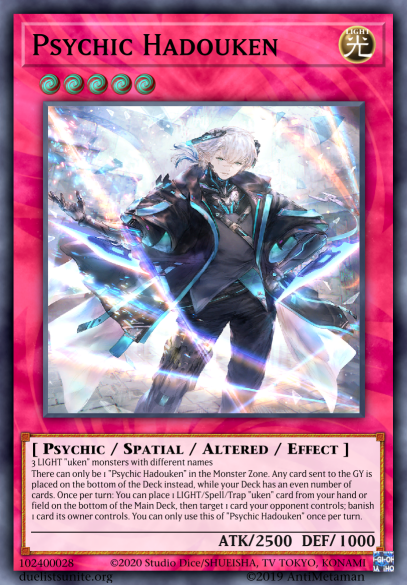 Psychic Hadouken
LIGHT
光
[ Psychic / Spatial / Altered / Effect ]
3 LIGHT "uken" monsters with different names
There can only be 1 "Psychic Hadouken" in the Monster Zone. Any card sent to the GY is
placed on the bottom of the Deck instead, while your Deck has an even number of
cards. Once per turn: You can place 1 LIGHT/Spell/Trap "uken" card from your hand or
field on the bottom of the Main Deck, then target 1 card your opponent controls; banish
1 card its owner controls. You can only use this of "Psychic Hadouken" once per turn.
ATK/2500 DEF/1000
102400028 ©2020 Studio Dice/SHUEISHA, TV TOKYO, KONAMI
duelistsunite.org ©2019 AntiMetaman